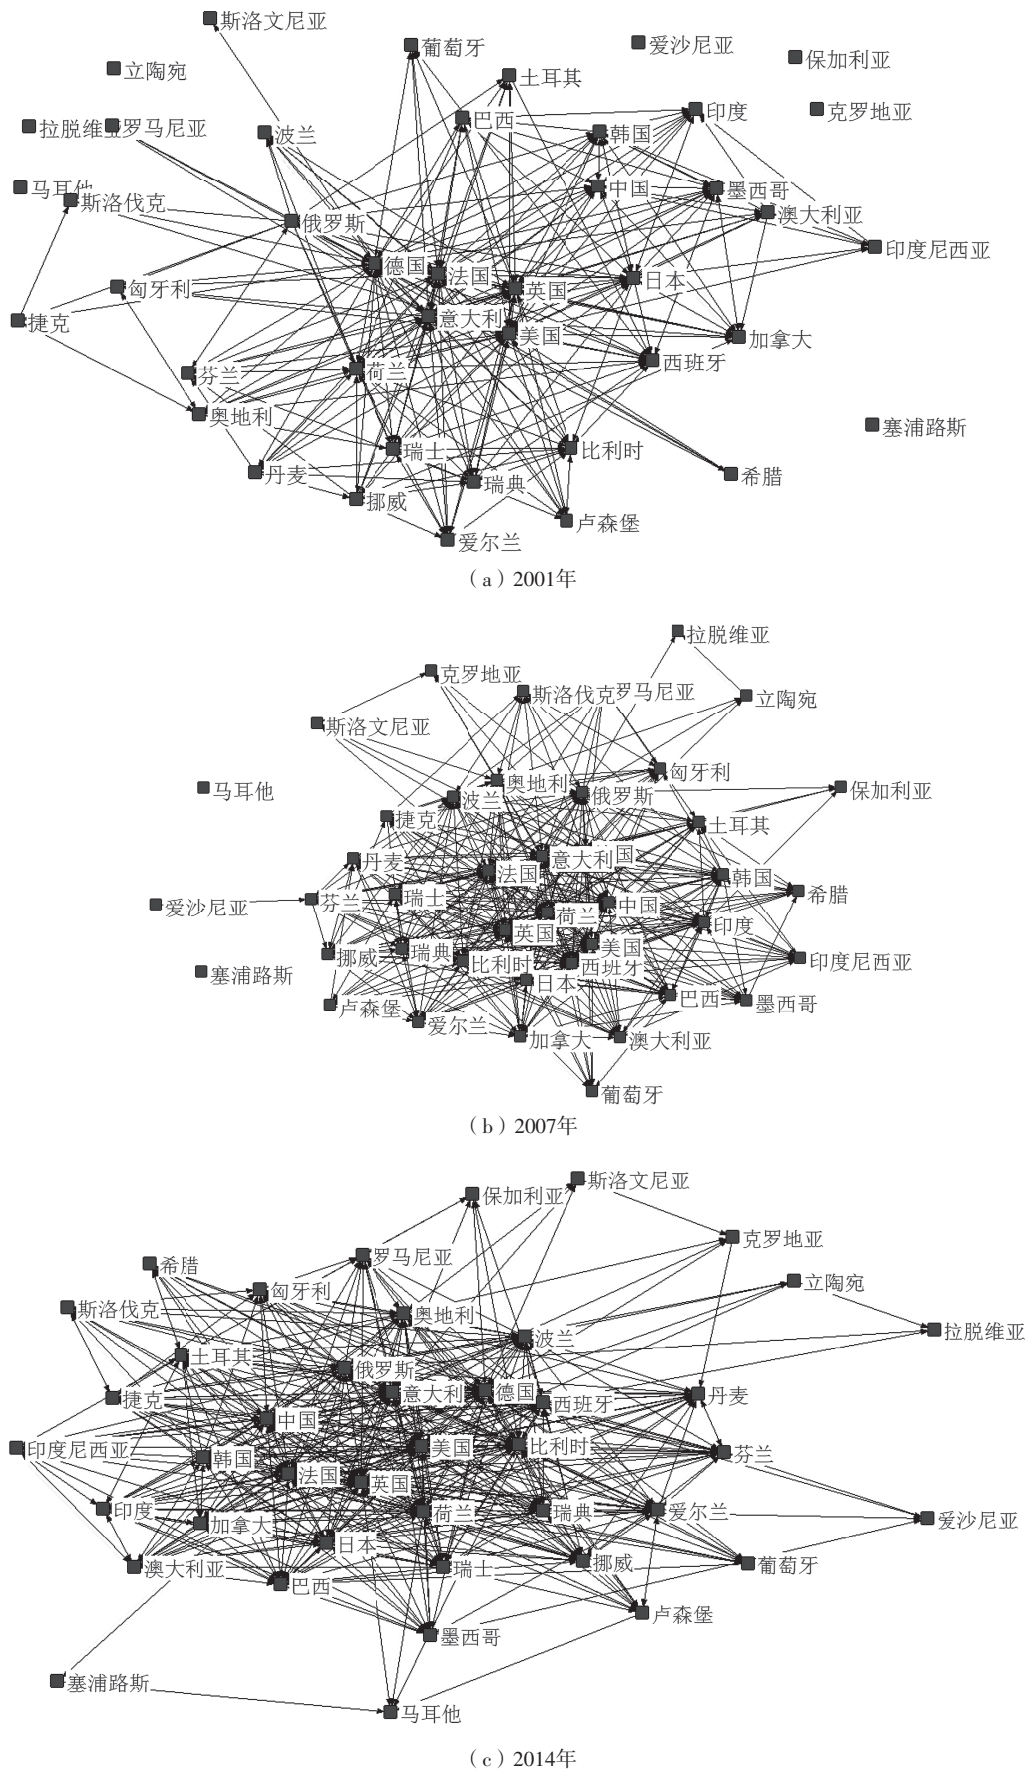 斯洛文尼亚
葡萄牙
爱沙尼亚
保加利亚
立陶宛
土耳其
拉脱维亚
罗马尼亚
波兰
巴西
韩国
印度
克罗地亚
马耳他
斯洛伐克
俄罗斯
中国
墨西哥
澳大利亚
印度尼西亚
德国
法国
英国
日本
匈牙利
捷克
意大利
美国
加拿大
芬兰
荷兰
西班牙
奥地利
塞浦路斯
丹麦
瑞士
比利时
希腊
挪威
瑞典
卢森堡
爱尔兰
（a）2001年
拉脱维亚
克罗地亚
斯洛伐克
罗马尼亚
立陶宛
斯洛文尼亚
马耳他
奥地利
匈牙利
波兰
俄罗斯
保加利亚
捷克
土耳其
丹麦
意大利
国
法国
韩国
希腊
爱沙尼亚
芬兰
瑞士
荷兰
中国
印度
英国
美国
挪威
瑞典
比利时
西班牙
印度尼西亚
塞浦路斯
日本
巴西
墨西哥
卢森堡
爱尔兰
加拿大
澳大利亚
葡萄牙
（b）2007年
斯洛文尼亚
保加利亚
克罗地亚
希腊
罗马尼亚
匈牙利
立陶宛
斯洛伐克
奥地利
拉脱维亚
土耳其
波兰
俄罗斯
捷克
意大利
德国
西班牙
丹麦
中国
印度尼西亚
韩国
美国
比利时
芬兰
法国
英国
印度
加拿大
荷兰
瑞典
爱尔兰
爱沙尼亚
澳大利亚
日本
巴西
瑞士
挪威
葡萄牙
卢森堡
墨西哥
塞浦路斯
马耳他
（c）2014年